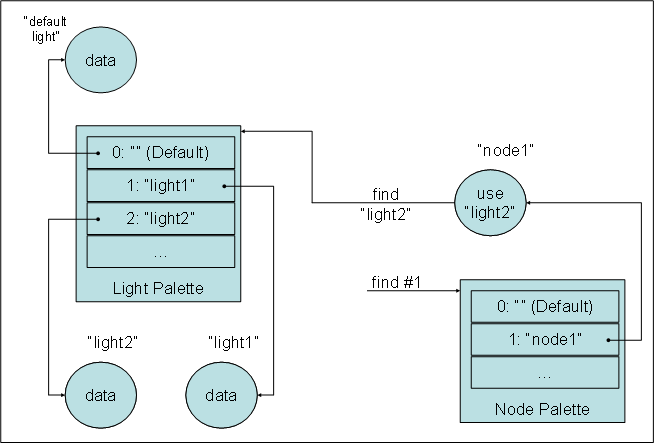 "default
light"
data
0: "" (Default)
1: "light1"
2: "light2"
...
Light Palette
find
"light2"
"node1"
use
"light2"
find #1
0: "" (Default)
1: "node1"
...
Node Palette
"light2"
"light1"
data
data